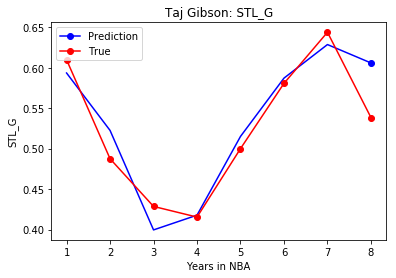 Taj Gibson: STL_G
Prediction
True
0.65
0.60
0.55
0.50
0.45
0.40
STL_G
1 2 3 4 5 6 7 8
Years in NBA